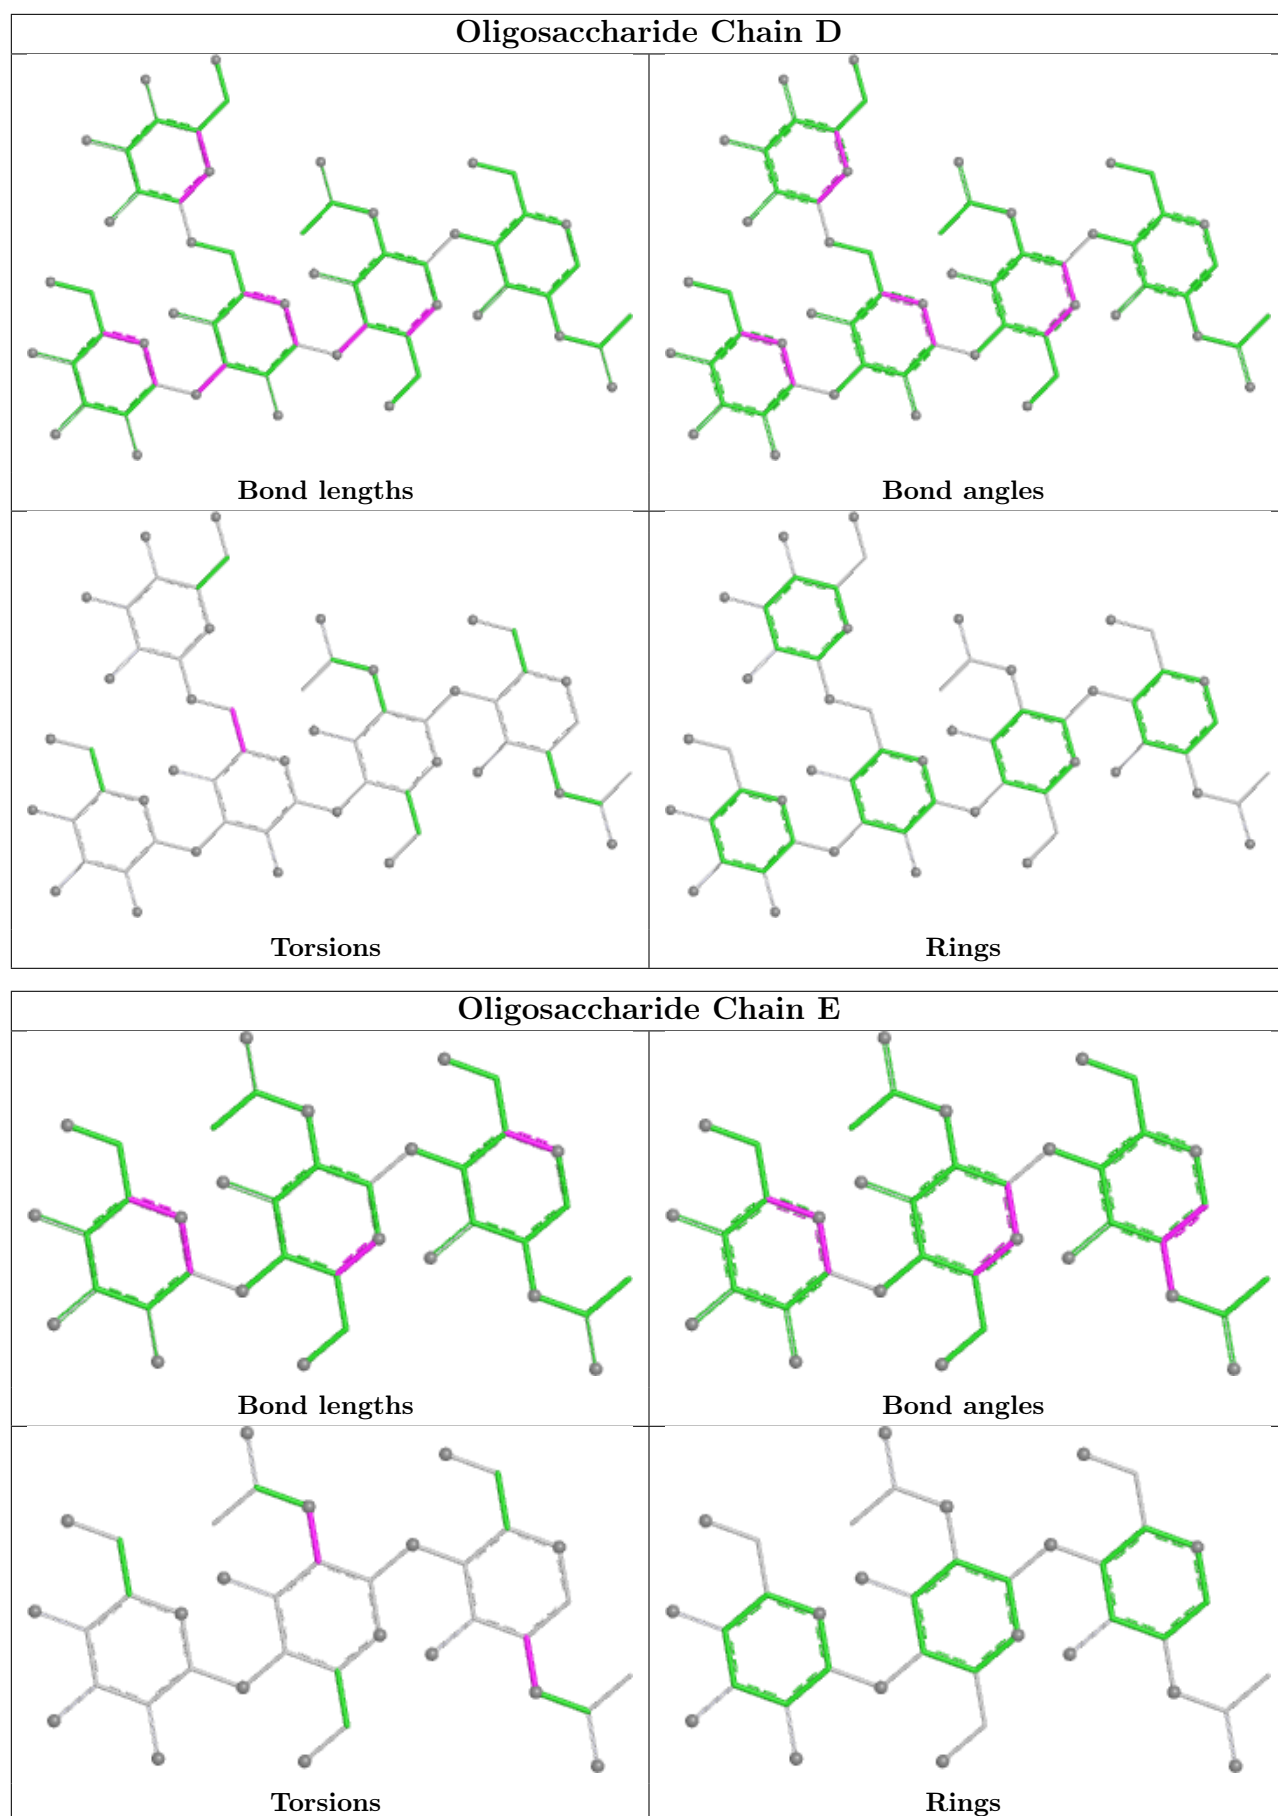 Oligosaccharide Chain D
Bond lengths
Bond angles
Torsions
Rings
Oligosaccharide Chain E
Bond lengths
Bond angles
Torsions
Rings